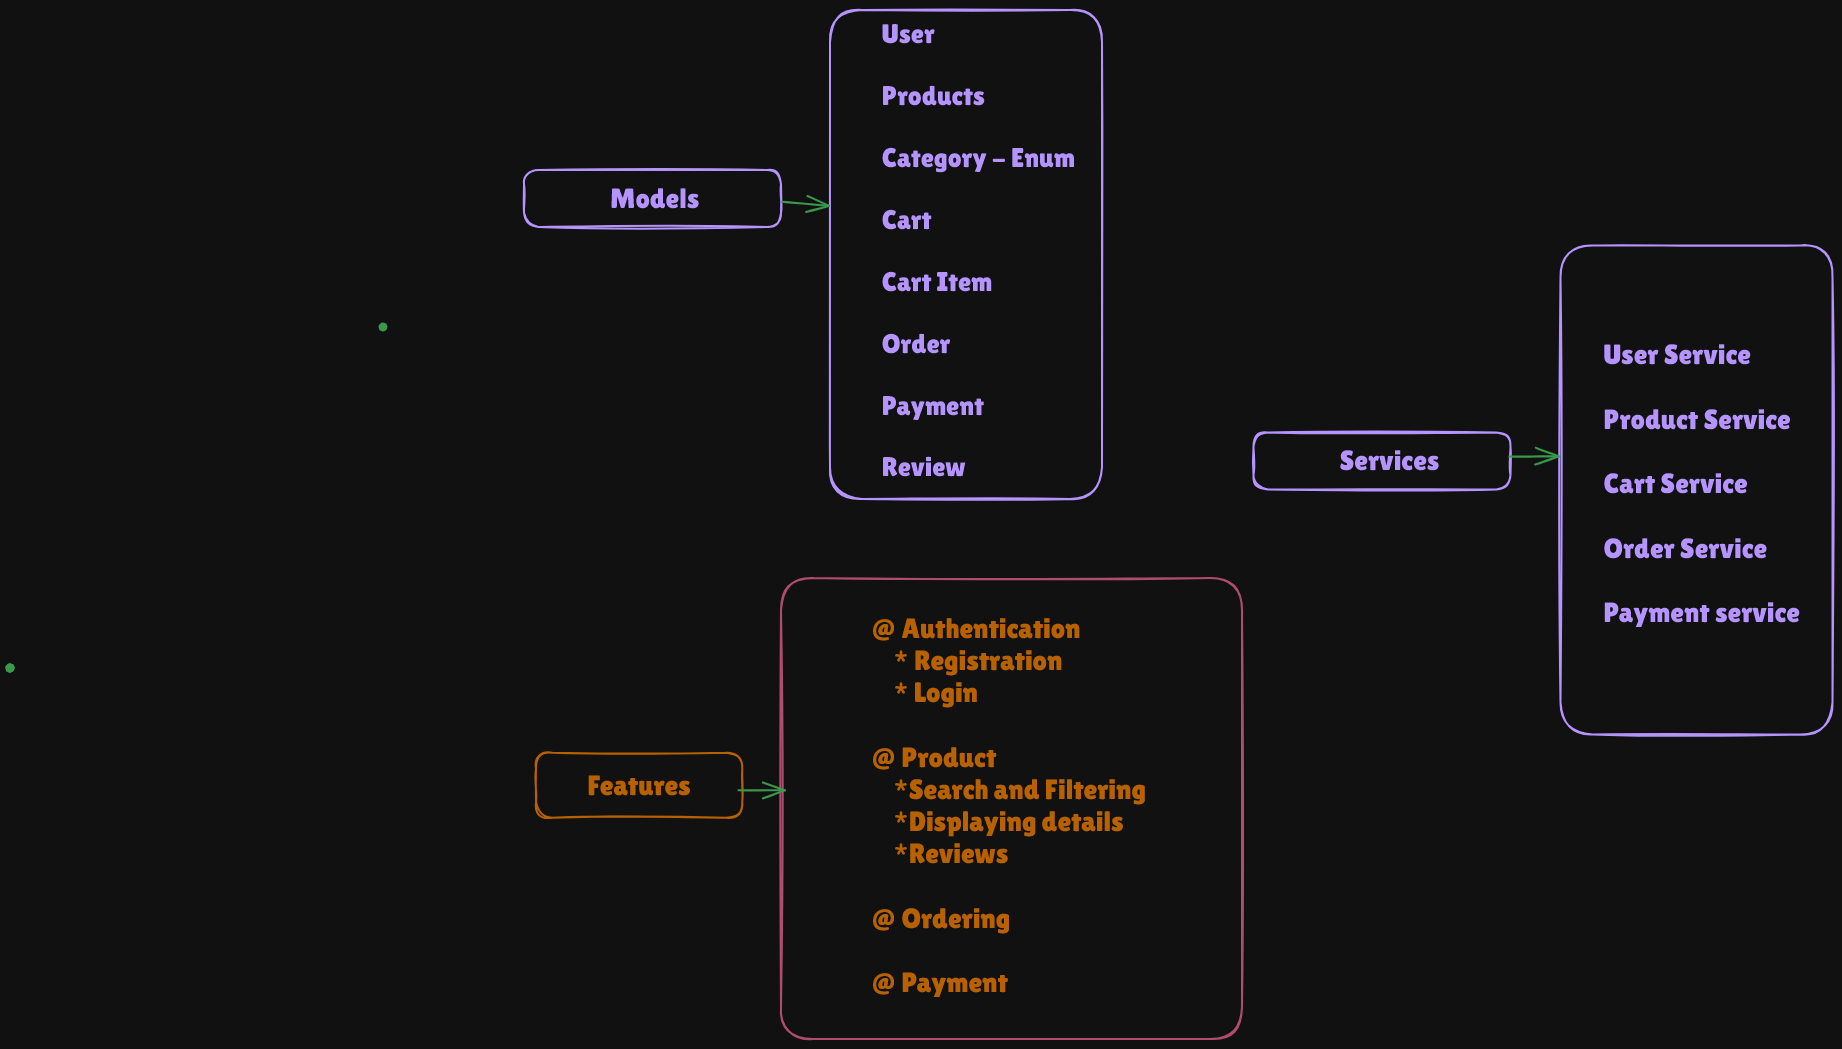 Models
User
Products
Category – Enum
Cart
Cart Item
Order
Payment
Review
Services
User Service
Product Service
Cart Service
Order Service
Payment service
Features
@ Authentication
* Registration
* Login
@ Product
*Search and Filtering
*Displaying details
*Reviews
@ Ordering
@ Payment